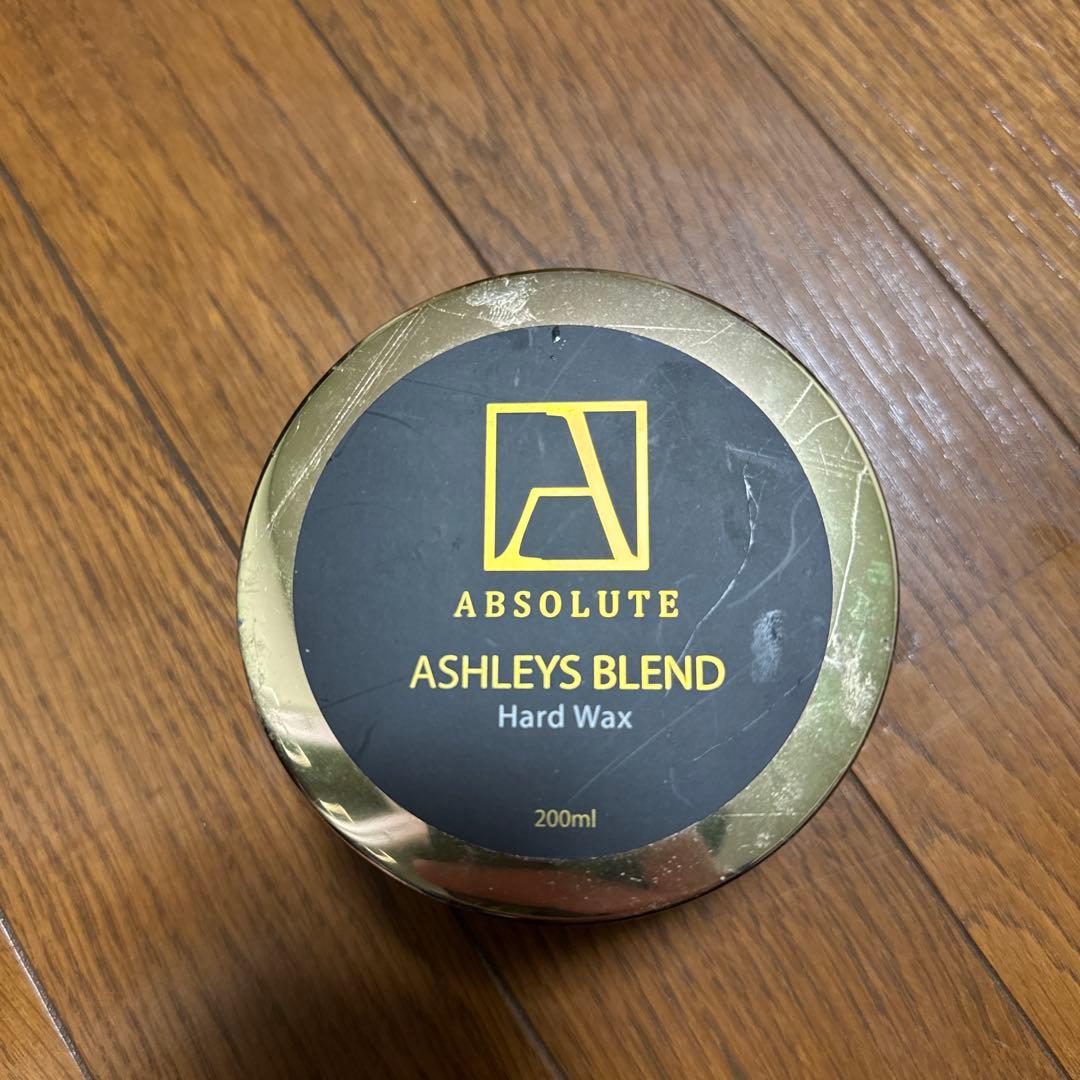 A
ABSOLUTE
ASHLEYS BLEND
Hard Wax
200ml